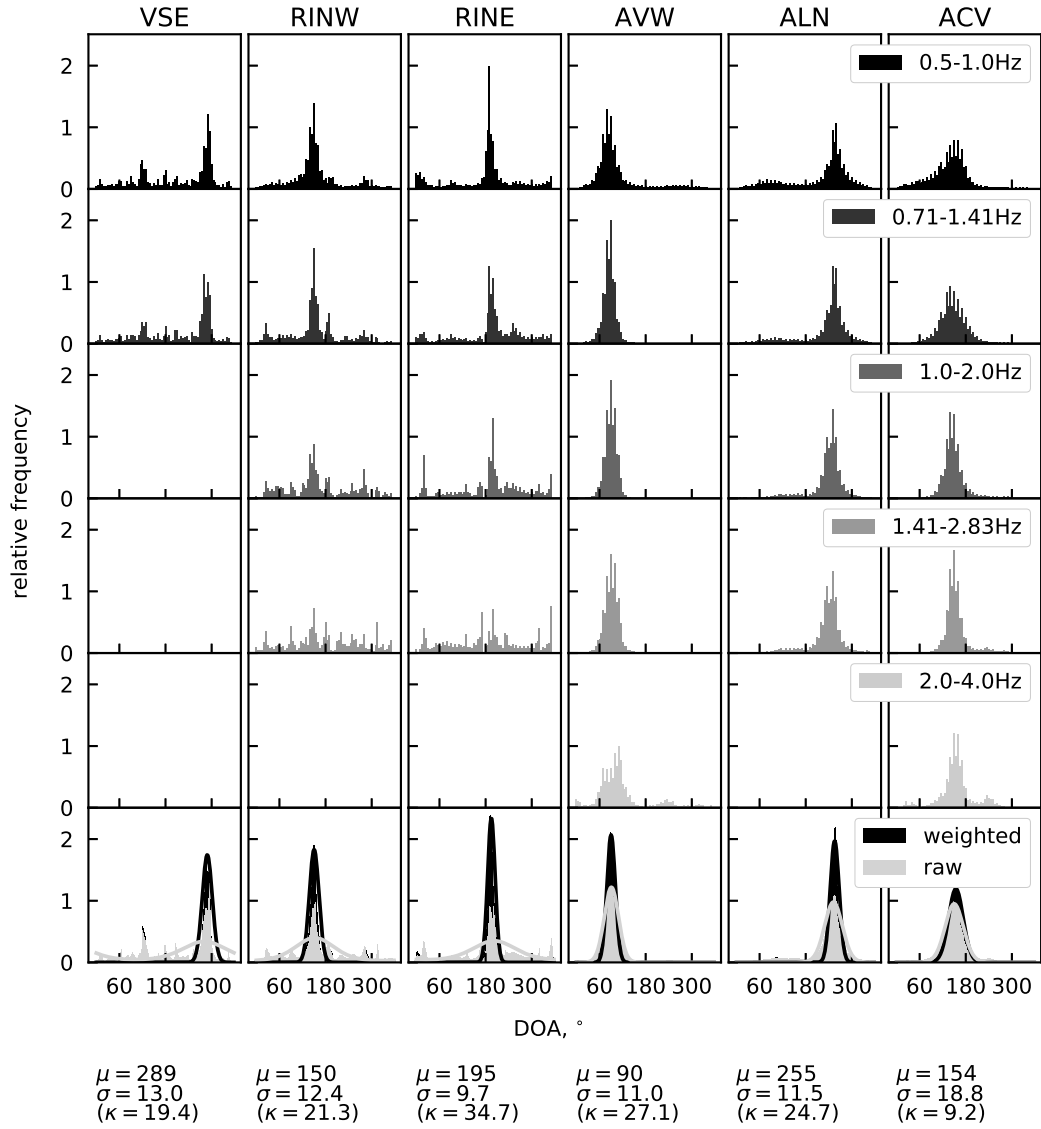 VSE RINW RINE AVW ALN ACV
2
1
0
0.5-1.0Hz
2
1
0
0.71-1.41Hz
2
1
0
1.0-2.0Hz
2
1
0
1.41-2.83Hz
2
1
0
2.0-4.0Hz
2
1
0
weighted
raw
relative frequency
60 180 300 60 180 300 60 180 300 60 180 300 60 180 300 60 180 300
DOA, °
μ = 289 μ = 150 μ = 195 μ = 90 μ = 255 μ = 154
σ = 13.0 σ = 12.4 σ = 9.7 σ = 11.0 σ = 11.5 σ = 18.8
(κ = 19.4) (κ = 21.3) (κ = 34.7) (κ = 27.1) (κ = 24.7) (κ = 9.2)